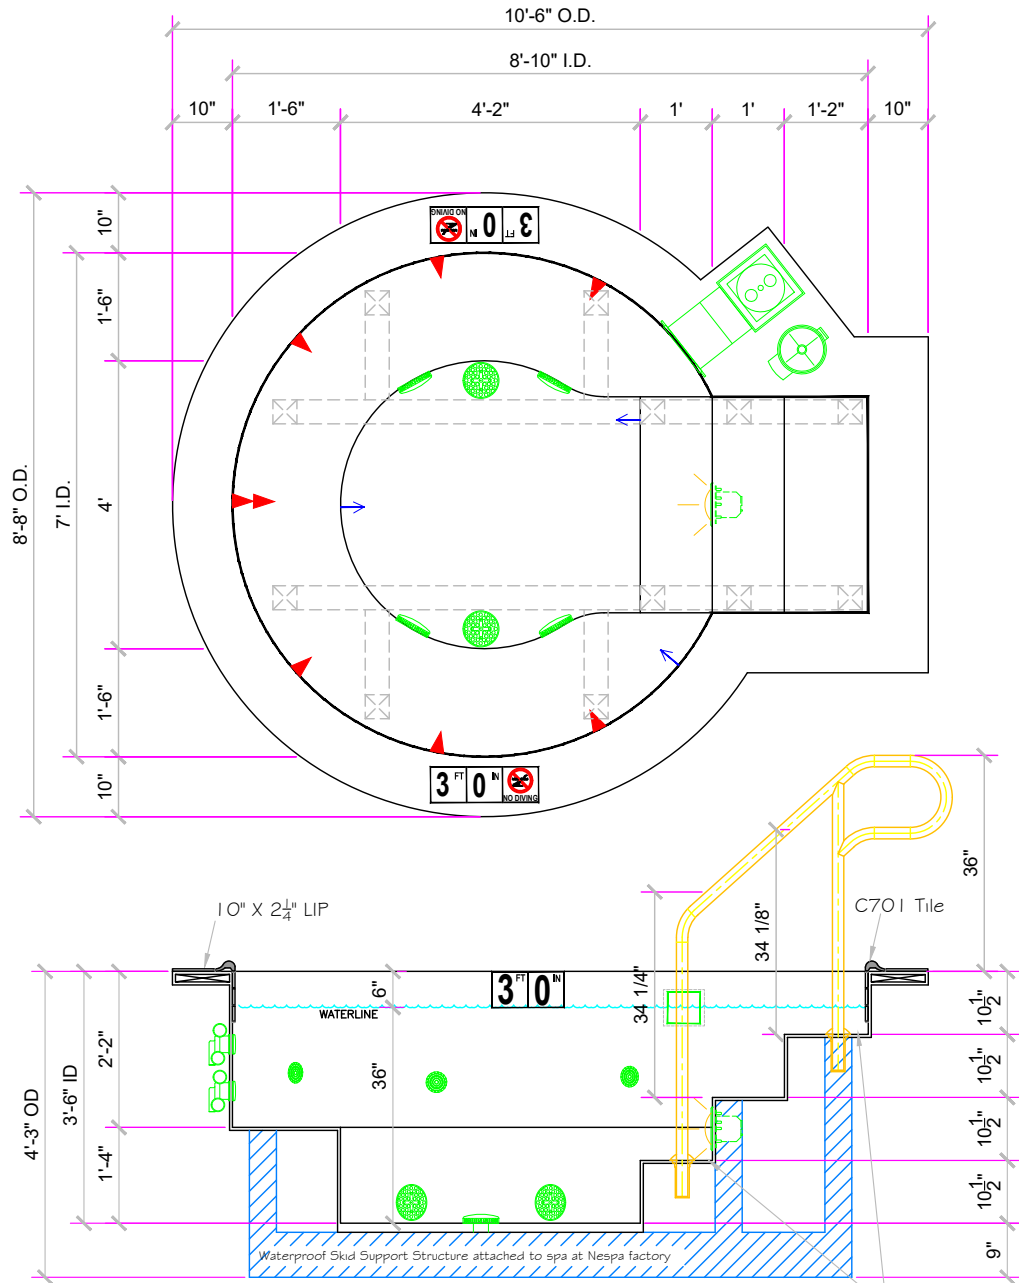 10'-6" O.D.
8'-10" I.D.
10" 1'-6" 4'-2" 1' 1' 1'-2" 10"
NO DIVING 0 IN 3 FT
8'-8" O.D.
7' I.D.
10"
1'-6"
4'
1'-6"
10"
3 FT 0 IN NO DIVING
10" X 2¼" LIP
C701 Tile
36"
34 1/8"
34 1/4"
3 FT 0 IN
6"
WATERLINE
36"
4'-3" OD
3'-6" ID
2'-2"
1'-4"
10½"
10½"
10½"
10½"
9"
Waterproof Skid Support Structure attached to spa at Nespa factory